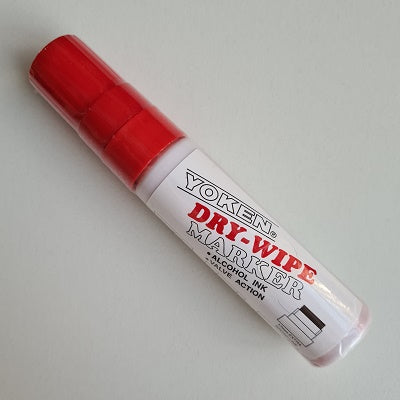 YOKEN®
DRY-WIPE
MARKER
• ALCOHOL INK
• VALVE ACTION